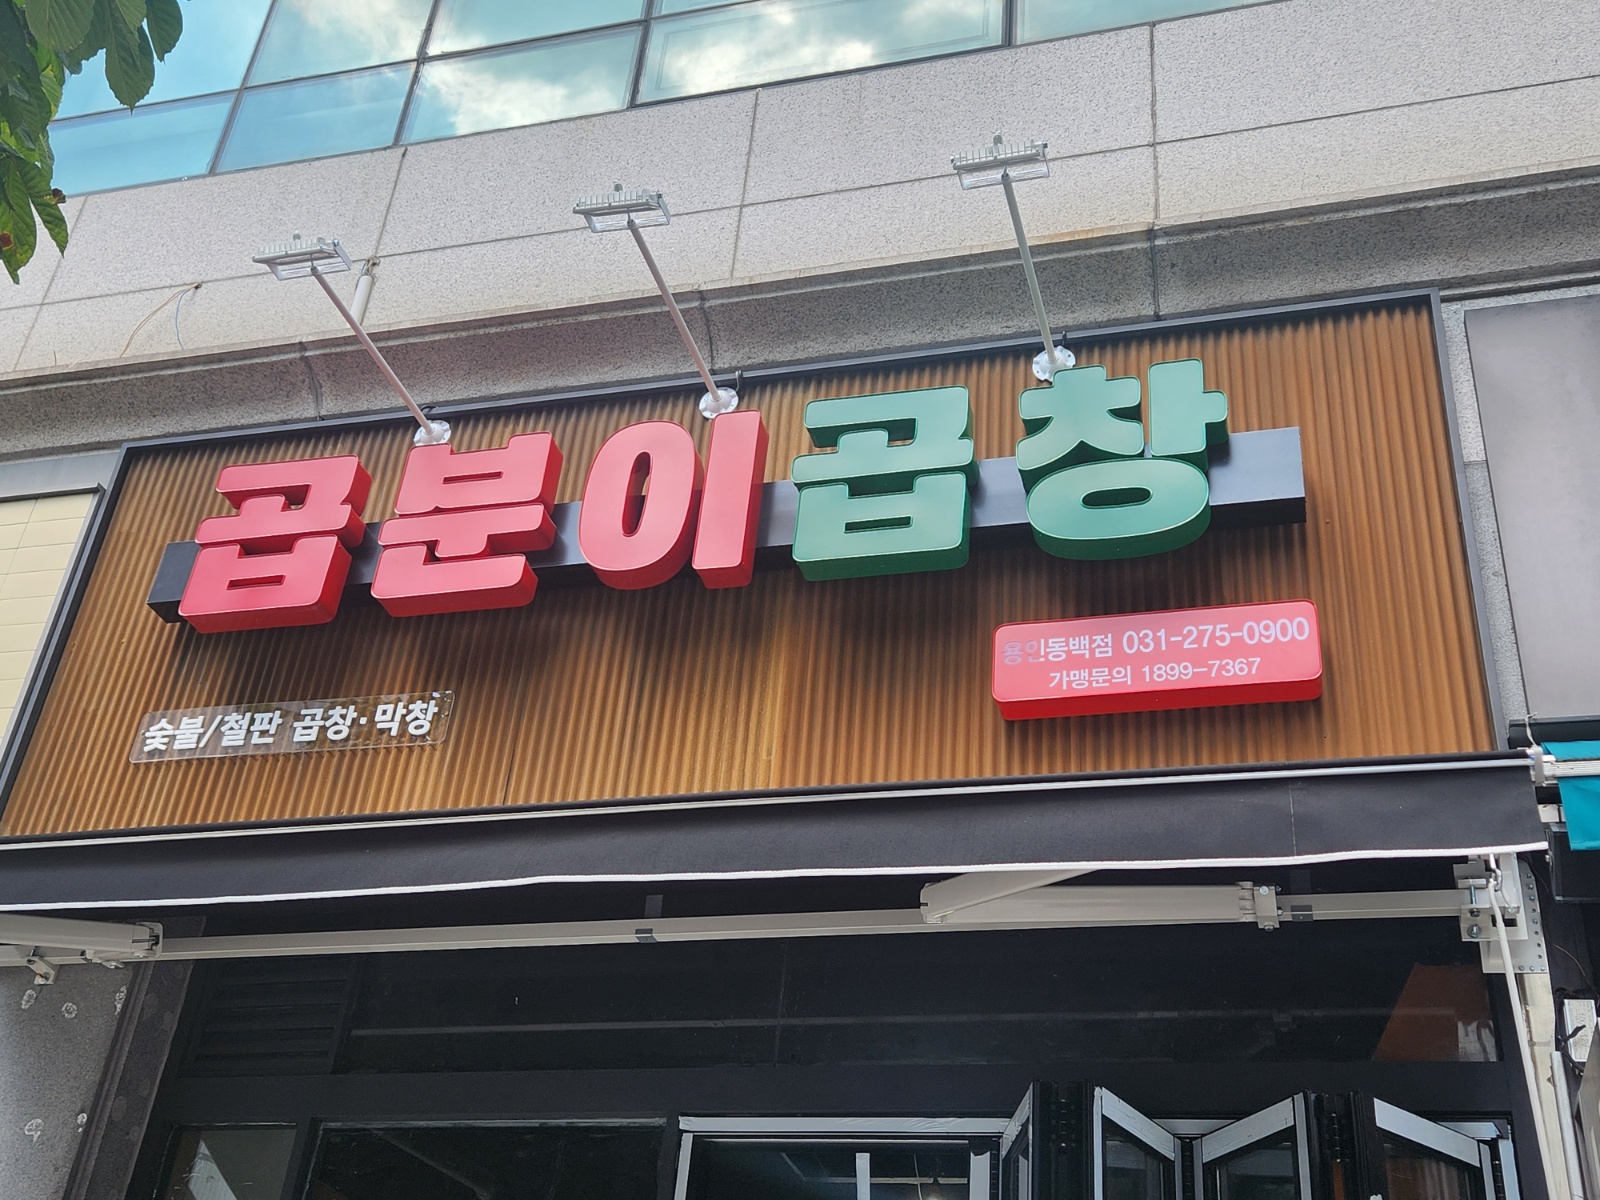 곱분이곱창
용인동백점 031-275-0900
가맹문의 1899-7367
숯불/철판 곱창·막창